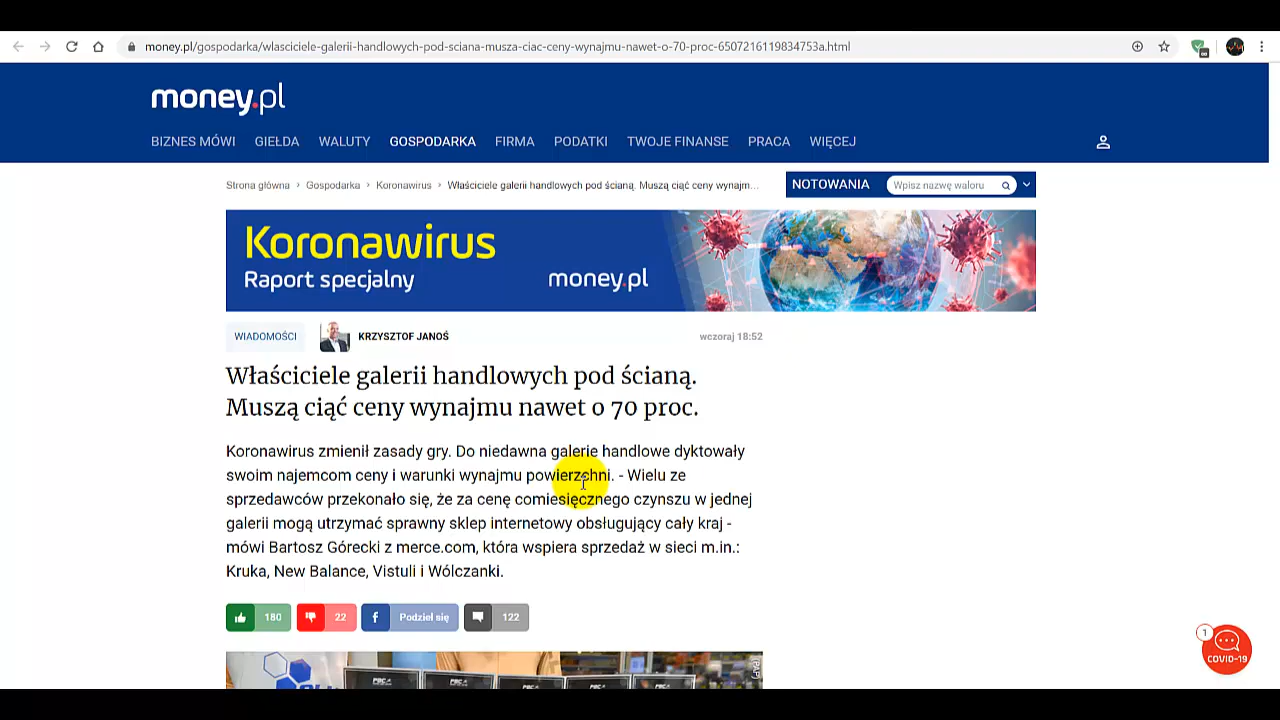 money.pl/gospodarka/wlasciciele-galerii-handlowych-pod-sciana-musza-ciac-ceny-wynajmu-nawet-o-70-proc-6507216119834753a.html
money.pl
BIZNES MÓWI GIEŁDA WALUTY GOSPODARKA FIRMA PODATKI TWOJE FINANSE PRACA WIĘCEJ
Strona główna › Gospodarka › Koronawirus › Właściciele galerii handlowych pod ścianą. Muszą ciąć ceny wynajm...
NOTOWANIA Wpisz nazwę waloru
Koronawirus
Raport specjalny
money.pl
WIADOMOŚCI KRZYSZTOF JANOŚ wczoraj 18:52
Właściciele galerii handlowych pod ścianą.
Muszą ciąć ceny wynajmu nawet o 70 proc.
Koronawirus zmienił zasady gry. Do niedawna galerie handlowe dyktowały
swoim najemcom ceny i warunki wynajmu powierzchni. - Wielu ze
sprzedawców przekonało się, że za cenę comiesięcznego czynszu w jednej
galerii mogą utrzymać sprawny sklep internetowy obsługujący cały kraj -
mówi Bartosz Górecki z merce.com, która wspiera sprzedaż w sieci m.in.:
Kruka, New Balance, Vistuli i Wólczanki.
180 22 Podziel się 122
1
COVID-19